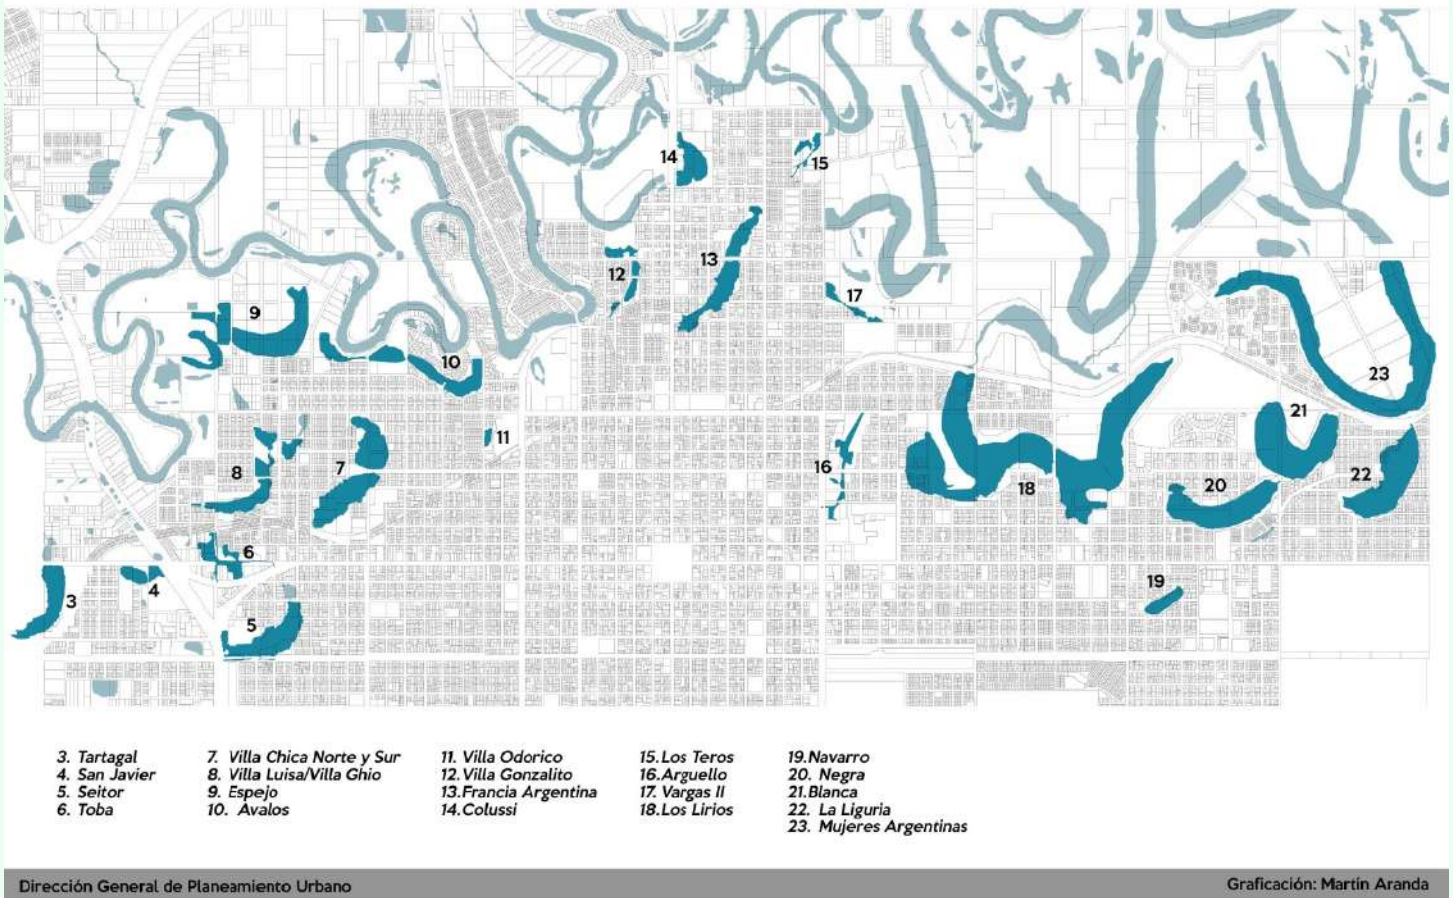 14
15
13
12
17
9
10
23
21
11
7
8
16
18
20
22
6
19
3
4
5
3. Tartagal
4. San Javier
5. Seitor
6. Toba
7. Villa Chica Norte y Sur
8. Villa Luisa/Villa Ghio
9. Espejo
10. Avalos
11. Villa Odorico
12. Villa Gonzalito
13. Francia Argentina
14. Colussi
15. Los Teros
16. Arguello
17. Vargas II
18. Los Lirios
19. Navarro
20. Negra
21. Blanca
22. La Liguria
23. Mujeres Argentinas
Dirección General de Planeamiento Urbano
Graficación: Martín Aranda